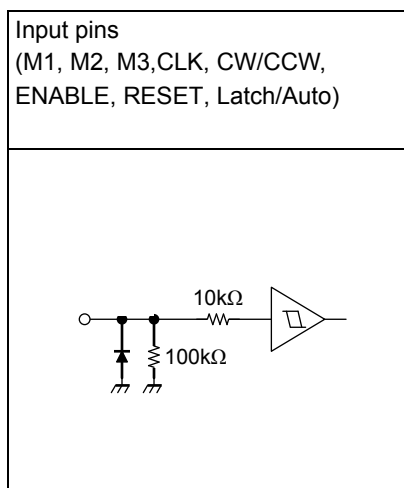 Input pins
(M1, M2, M3,CLK, CW/CCW,
ENABLE, RESET, Latch/Auto)
10kΩ
100kΩ